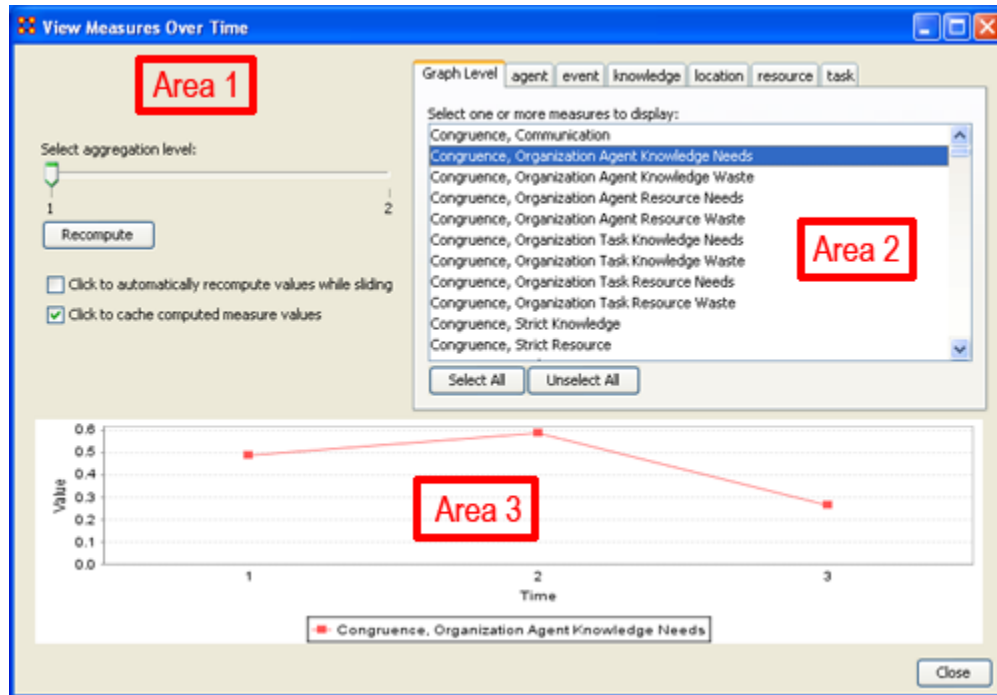 View Measures Over Time
Area 1
Graph Level agent event knowledge location resource task
Select one or more measures to display:
Congruence, Communication
Congruence, Organization Agent Knowledge Needs
Congruence, Organization Agent Knowledge Waste
Congruence, Organization Agent Resource Needs
Congruence, Organization Agent Resource Waste
Congruence, Organization Task Knowledge Needs
Congruence, Organization Task Knowledge Waste
Congruence, Organization Task Resource Needs
Congruence, Organization Task Resource Waste
Congruence, Strict Knowledge
Congruence, Strict Resource
Area 2
Select All Unselect All
Select aggregation level:
1 2
Recompute
Click to automatically recompute values while sliding
Click to cache computed measure values
Value
0.6
0.5
0.4
0.3
0.2
0.1
0.0
Area 3
1 2 3
Time
Congruence, Organization Agent Knowledge Needs
Close